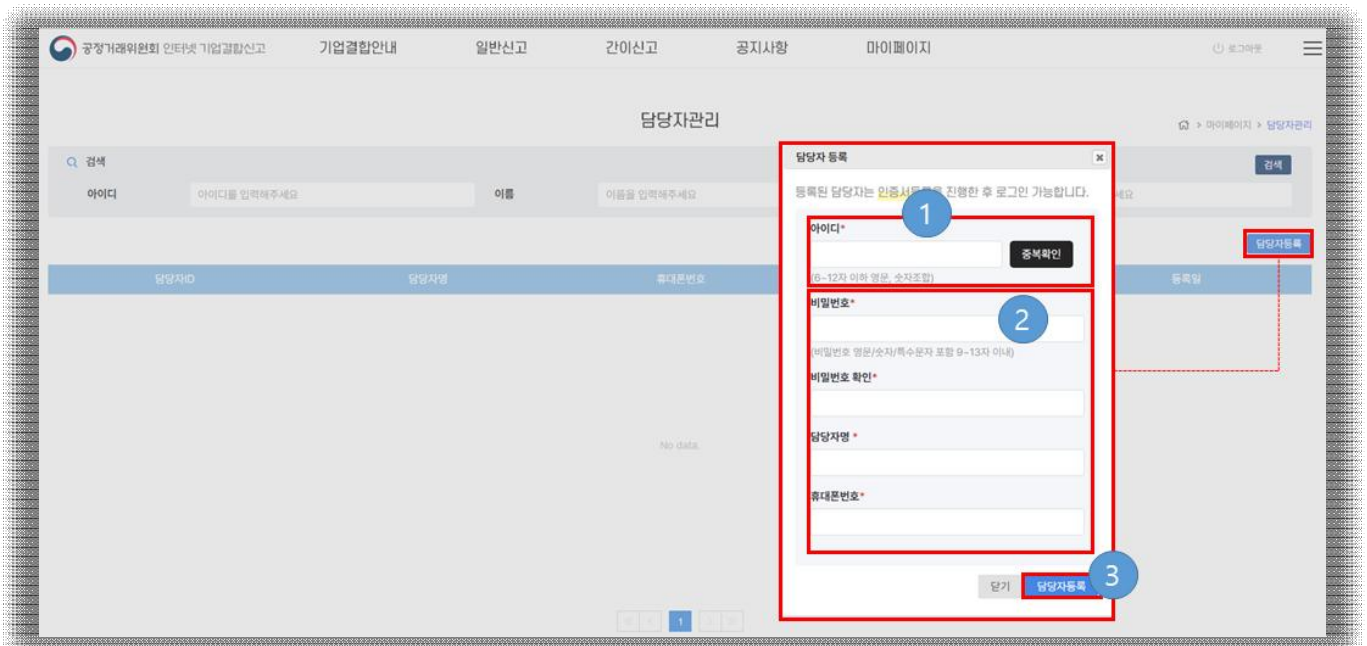 공정거래위원회 인터넷 기업결합신고 기업결합안내 일반신고 간이신고 공지사항 마이페이지 로그아웃
담당자관리
> 마이페이지 > 담당자관리
검색 검색
아이디 아이디를 입력해주세요 이름 이름을 입력해주세요
담당자등록
담당자ID 담당자명 휴대폰번호 등록일
No data
1
담당자 등록 x
등록된 담당자는 인증서등록을 진행한 후 로그인 가능합니다.
1
아이디*
중복확인
(6~12자 이하 영문, 숫자조합)
2
비밀번호*
(비밀번호 영문/숫자/특수문자 포함 9~13자 이내)
비밀번호 확인*
담당자명 *
휴대폰번호*
닫기 담당자등록 3